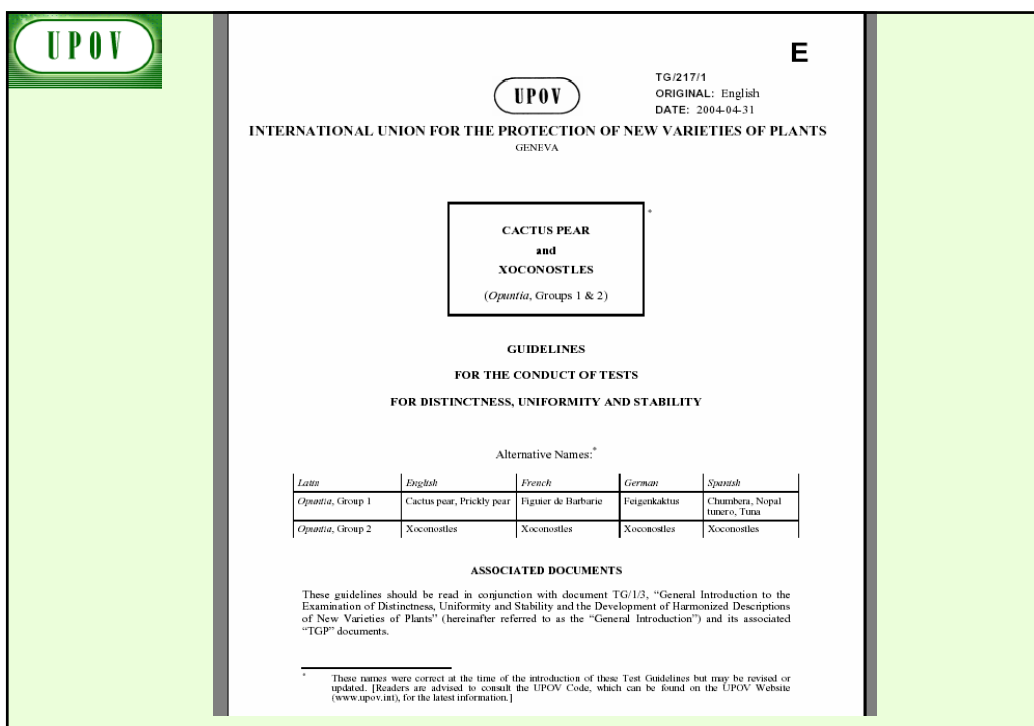 UPOV
E
TG/217/1
UPOV
ORIGINAL: English
DATE: 2004-04-31
INTERNATIONAL UNION FOR THE PROTECTION OF NEW VARIETIES OF PLANTS
GENEVA
*
CACTUS PEAR
and
XOCONOSTLES
(Opuntia, Groups 1 & 2)
GUIDELINES
FOR THE CONDUCT OF TESTS
FOR DISTINCTNESS, UNIFORMITY AND STABILITY
Alternative Names:*
Latin English French German Spanish
Opuntia, Group 1 Cactus pear, Prickly pear Figuier de Barbarie Feigenkaktus Chumbera, Nopal
tunero, Tuna
Opuntia, Group 2 Xoconostles Xoconostles Xoconostles Xoconostles
ASSOCIATED DOCUMENTS
These guidelines should be read in conjunction with document TG/1/3, “General Introduction to the
Examination of Distinctness, Uniformity and Stability and the Development of Harmonized Descriptions
of New Varieties of Plants” (hereinafter referred to as the “General Introduction”) and its associated
“TGP” documents.
* These names were correct at the time of the introduction of these Test Guidelines but may be revised or
updated. [Readers are advised to consult the UPOV Code, which can be found on the UPOV Website
(www.upov.int), for the latest information.]